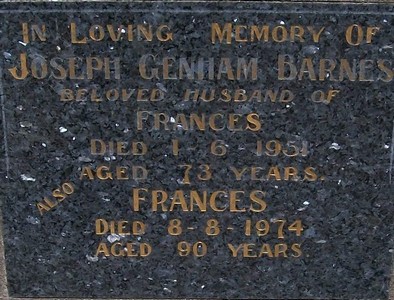 IN LOVING MEMORY OF
JOSEPH GENHAM BARNES
BELOVED HUSBAND OF
FRANCES
DIED 1-6-1951
AGED 73 YEARS.
ALSO FRANCES
DIED 8-8-1974
AGED 90 YEARS